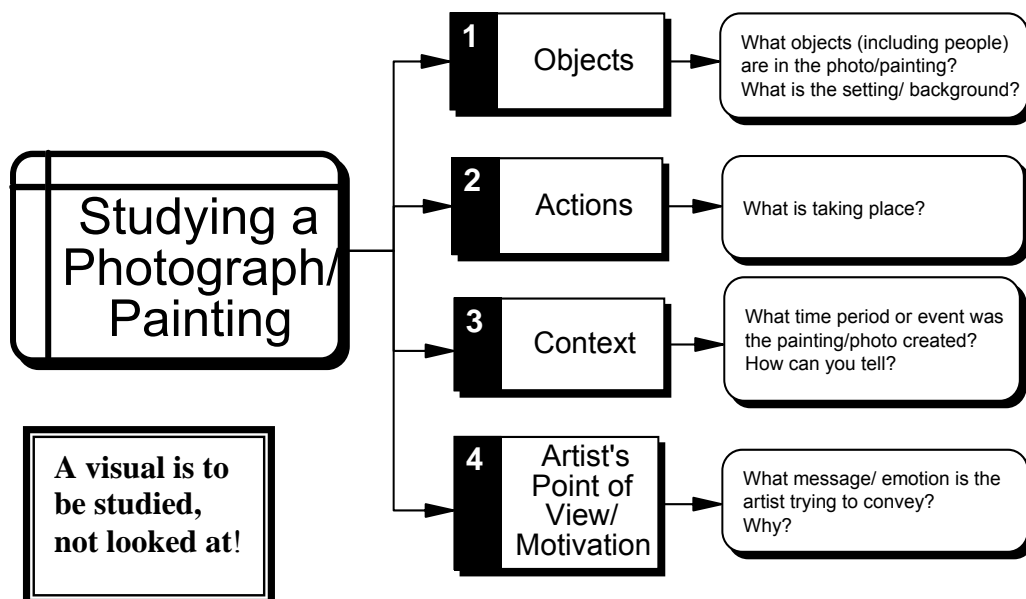 Studying a
Photograph/
Painting
A visual is to
be studied,
not looked at!
1
Objects
What objects (including people)
are in the photo/painting?
What is the setting/ background?
2
Actions
What is taking place?
3
Context
What time period or event was
the painting/photo created?
How can you tell?
4
Artist's
Point of
View/
Motivation
What message/ emotion is the
artist trying to convey?
Why?